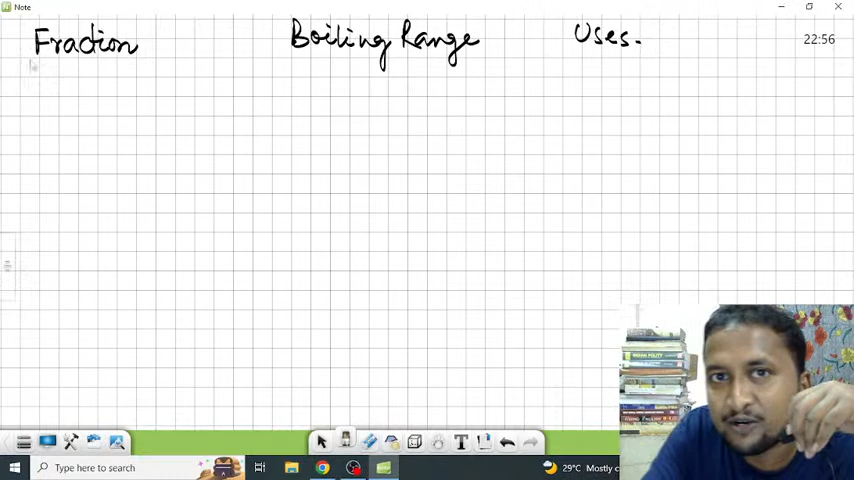 Note
Fraction Boiling Range Uses.
22:56
Type here to search
29°C Mostly c